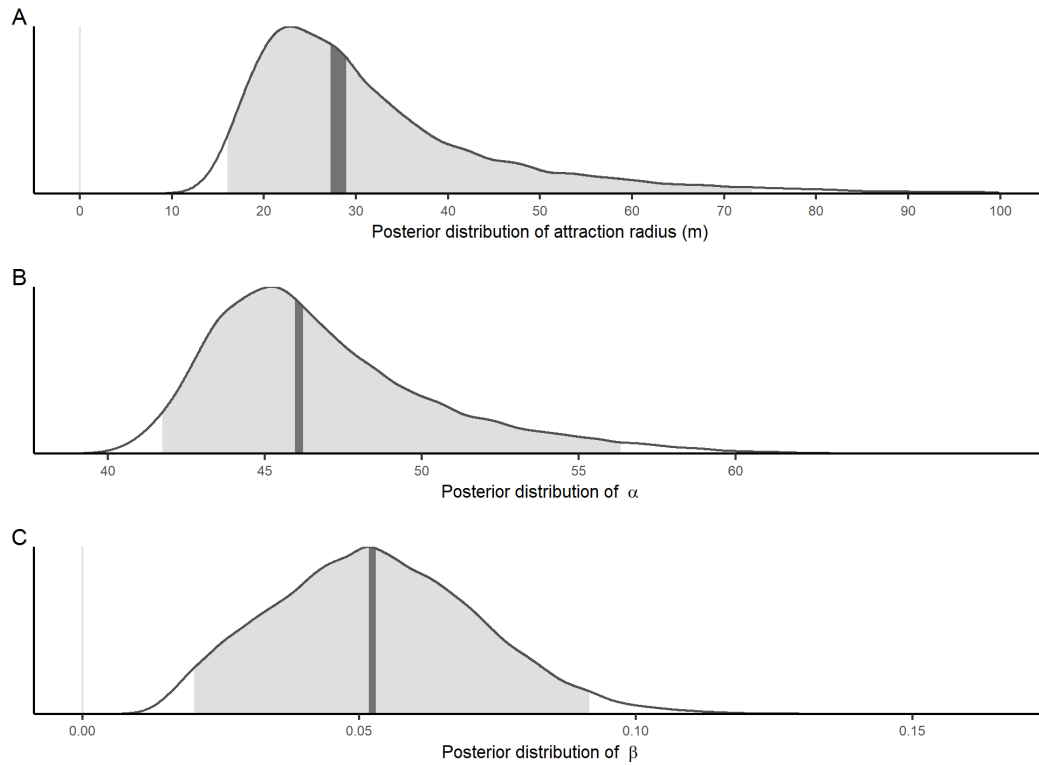 A
0 10 20 30 40 50 60 70 80 90 100
Posterior distribution of attraction radius (m)
B
40 45 50 55 60
Posterior distribution of α
C
0.00 0.05 0.10 0.15
Posterior distribution of β